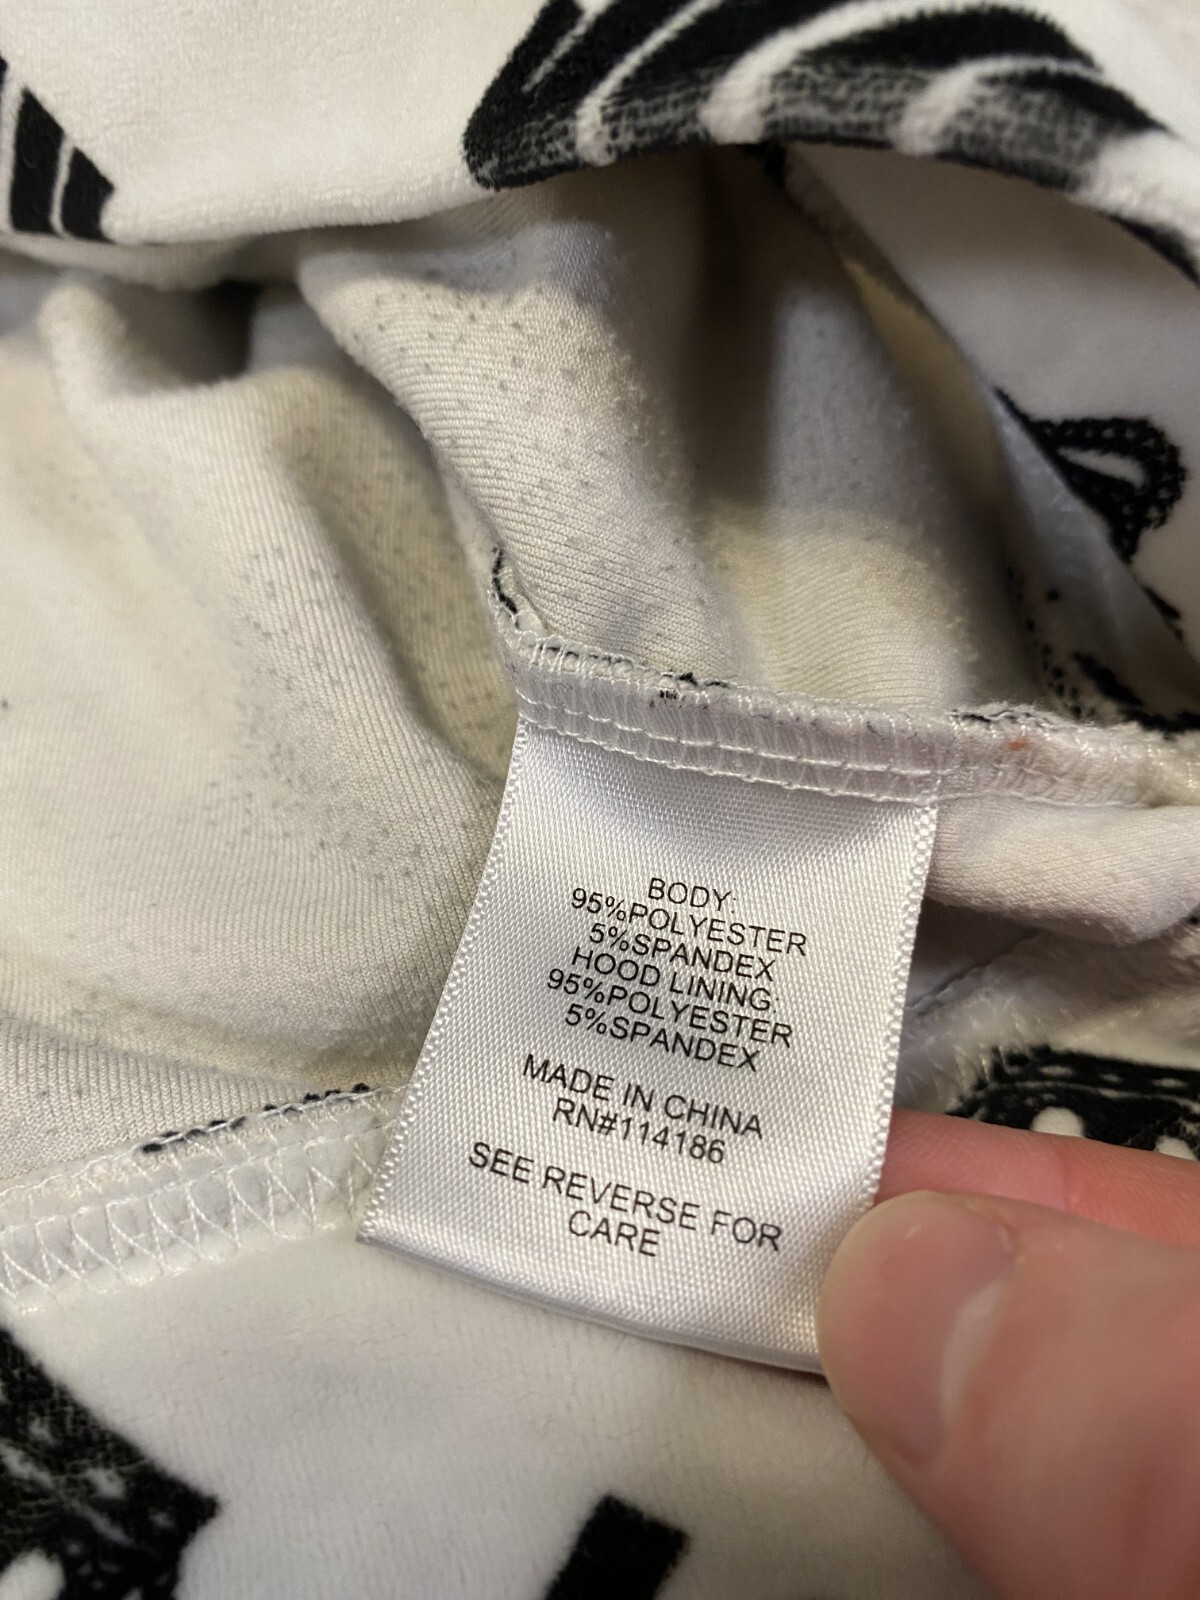 BODY:
95%POLYESTER
5%SPANDEX
HOOD LINING:
95%POLYESTER
5%SPANDEX
MADE IN CHINA
RN#114186
SEE REVERSE FOR
CARE